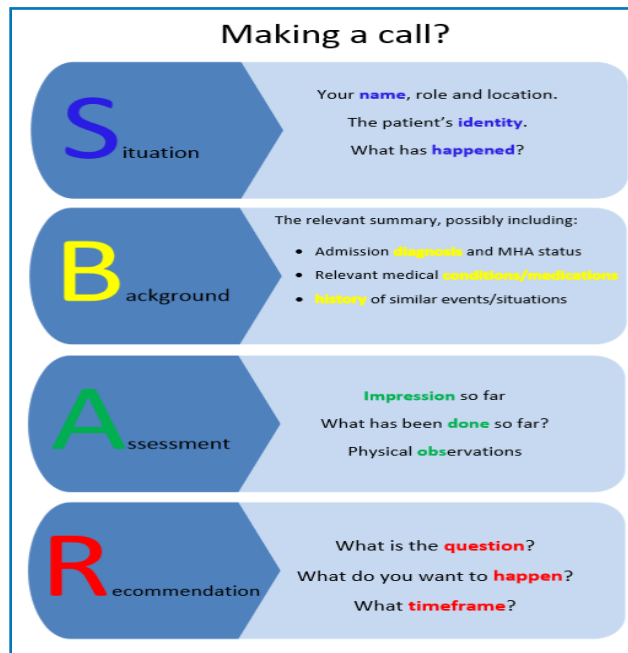 Making a call?
Situation
Your name, role and location.
The patient's identity.
What has happened?
Background
The relevant summary, possibly including:
• Admission diagnosis and MHA status
• Relevant medical conditions/medications
• history of similar events/situations
Assessment
Impression so far
What has been done so far?
Physical observations
Recommendation
What is the question?
What do you want to happen?
What timeframe?